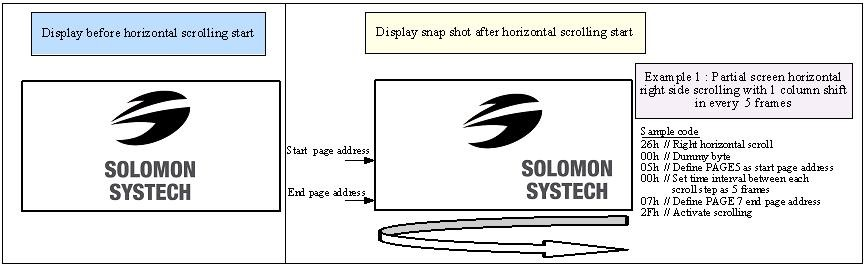 Display before horizontal scrolling start
SOLOMON
SYSTECH
Display snap shot after horizontal scrolling start
Start page address
End page address
SOLOMON
SYSTECH
Example 1 : Partial screen horizontal
right side scrolling with 1 column shift
in every 5 frames
Sample code
26h // Right horizontal scroll
00h // Dummy byte
05h // Define PAGE5 as start page address
00h // Set time interval between each
scroll step as 5 frames
07h // Define PAGE 7 end page address
2Fh // Activate scrolling